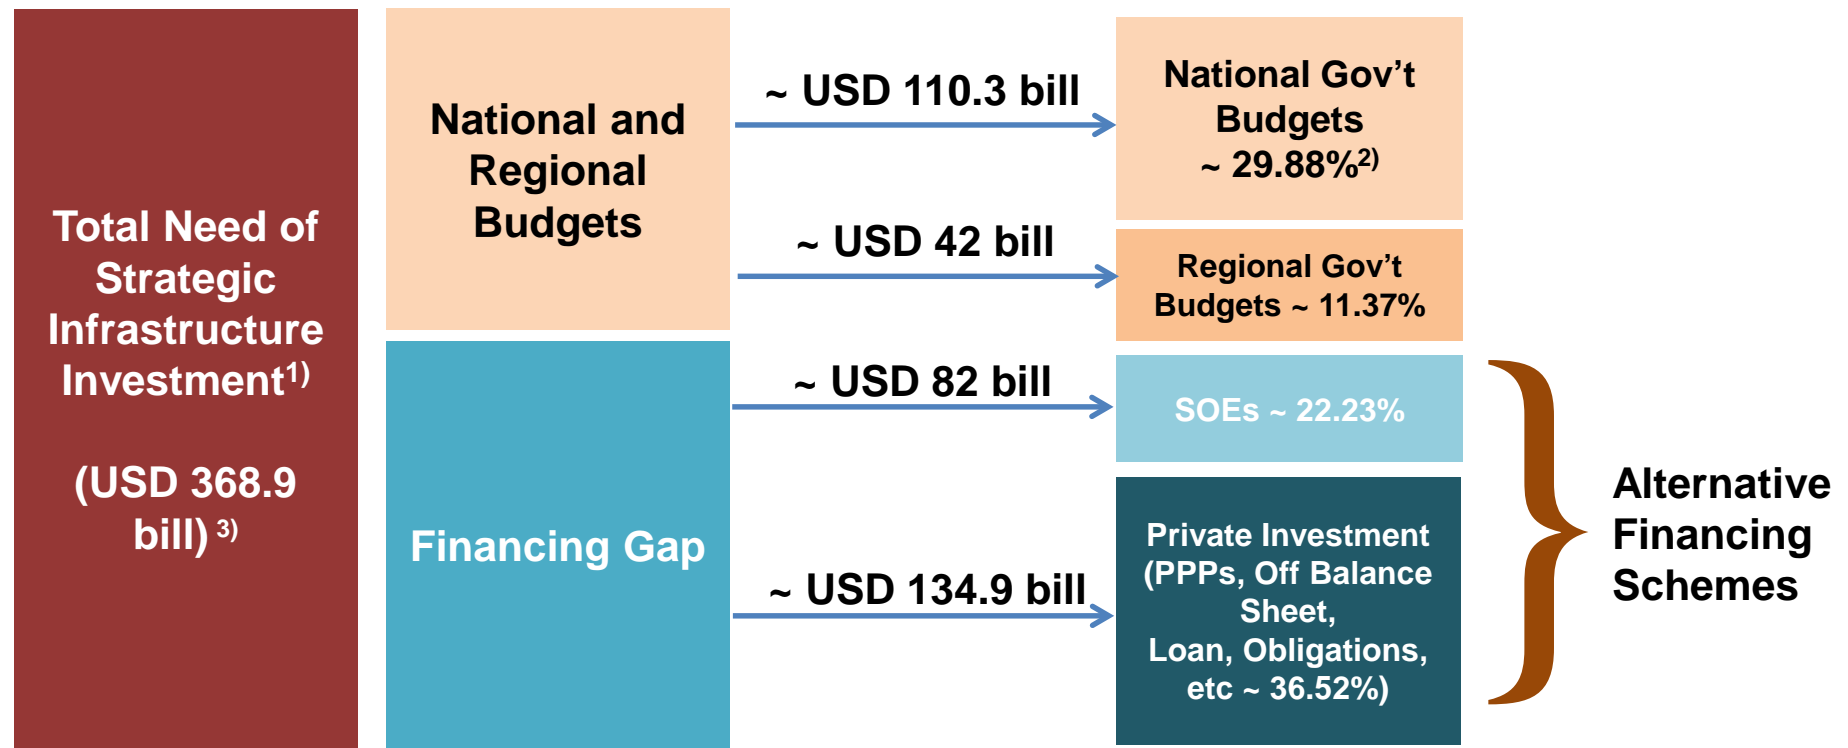 Total Need of
Strategic
Infrastructure
Investment1)
(USD 368.9
bill) 3)
National and
Regional
Budgets
Financing Gap
~ USD 110.3 bill
~ USD 42 bill
~ USD 82 bill
~ USD 134.9 bill
National Gov’t
Budgets
~ 29.88%2)
Regional Gov’t
Budgets ~ 11.37%
SOEs ~ 22.23%
Private Investment
(PPPs, Off Balance
Sheet,
Loan, Obligations,
etc ~ 36.52%)
Alternative
Financing
Schemes